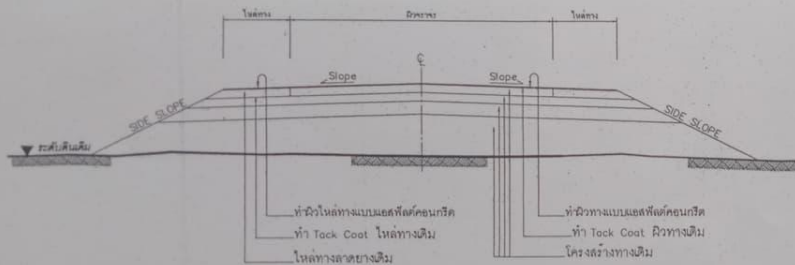 ไหล่ทาง ผิวจราจร ไหล่ทาง
℄
Slope Slope
SIDE SLOPE SIDE SLOPE
ระดับดินเดิม
ทำผิวไหล่ทางแบบแอสฟัลต์คอนกรีต ทำผิวทางแบบแอสฟัลต์คอนกรีต
ทำ Tack Coat ไหล่ทางเดิม ทำ Tack Coat ผิวทางเดิม
ไหล่ทางลาดยางเดิม โครงสร้างทางเดิม